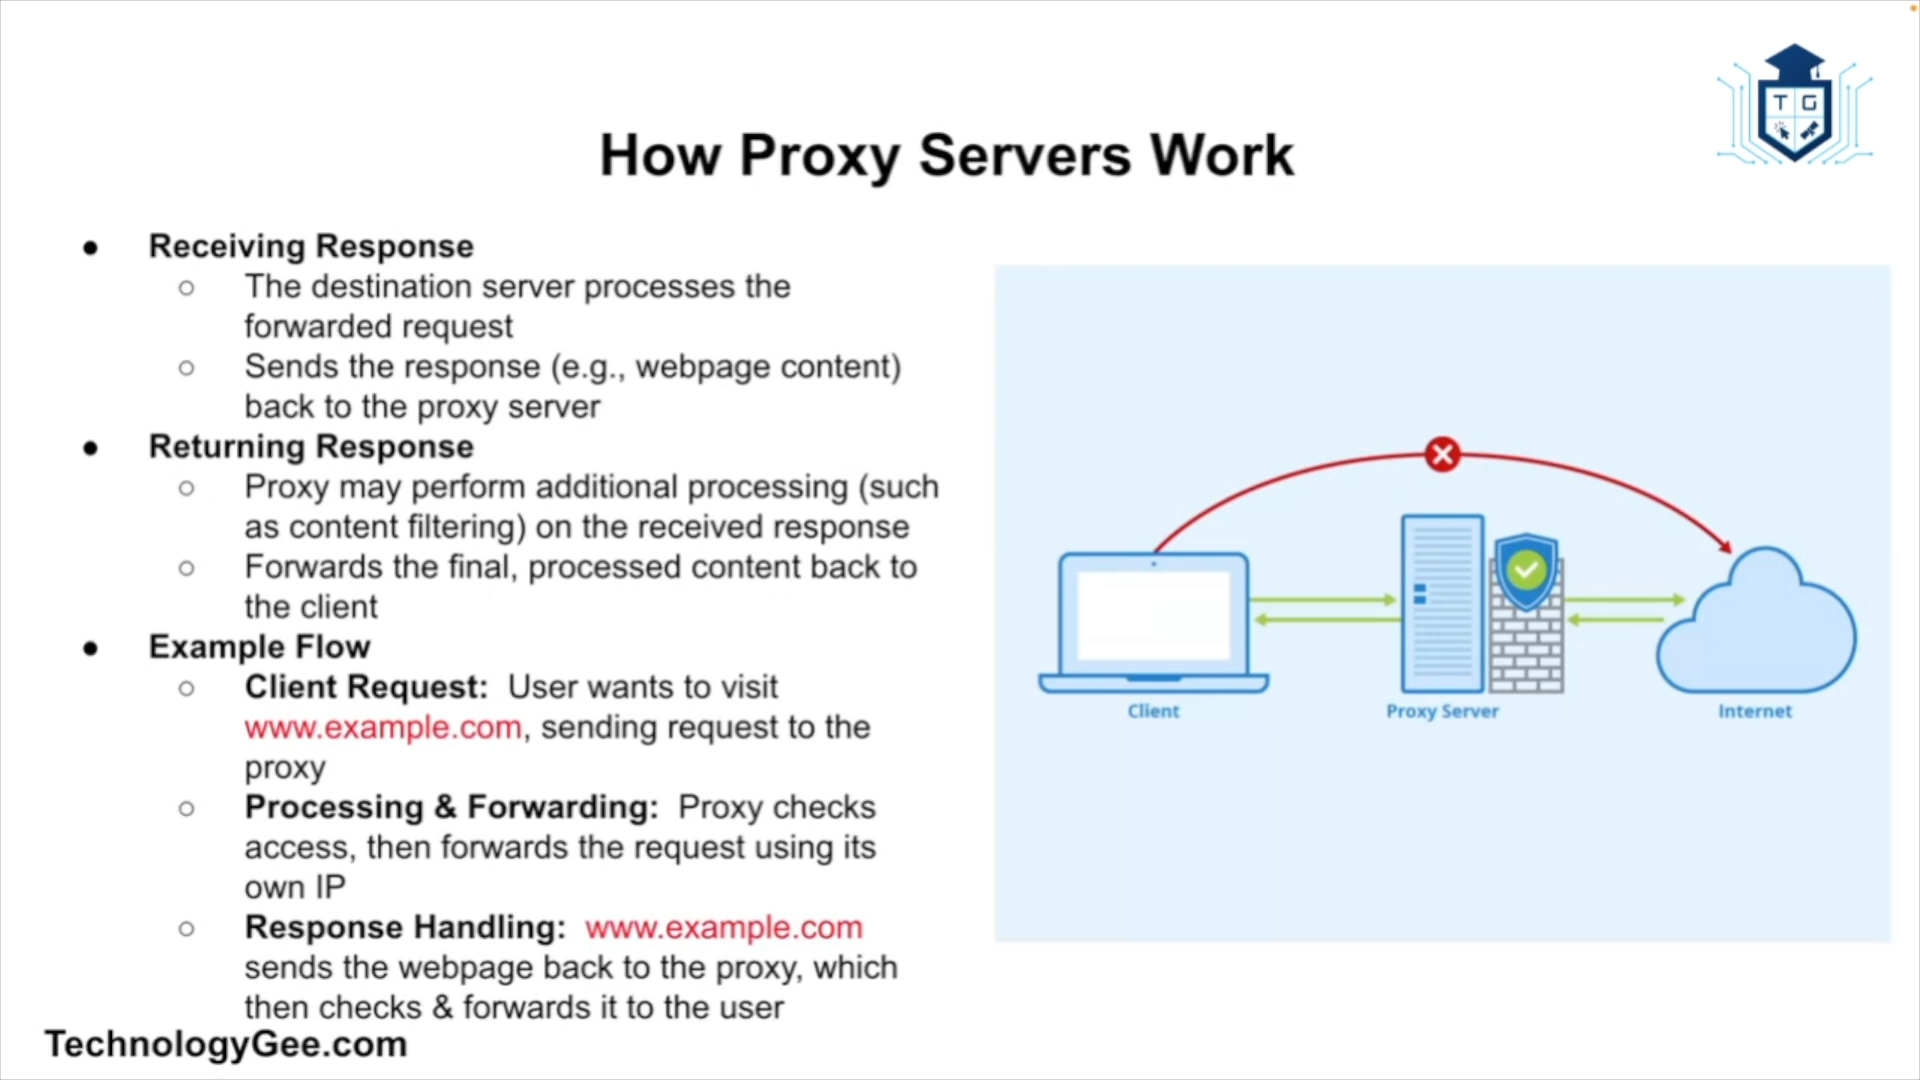 T G
How Proxy Servers Work
● Receiving Response
○ The destination server processes the
forwarded request
○ Sends the response (e.g., webpage content)
back to the proxy server
● Returning Response
○ Proxy may perform additional processing (such
as content filtering) on the received response
○ Forwards the final, processed content back to
the client
● Example Flow
○ Client Request: User wants to visit
www.example.com, sending request to the
proxy
○ Processing & Forwarding: Proxy checks
access, then forwards the request using its
own IP
○ Response Handling: www.example.com
sends the webpage back to the proxy, which
then checks & forwards it to the user
Client
Proxy Server
Internet
TechnologyGee.com